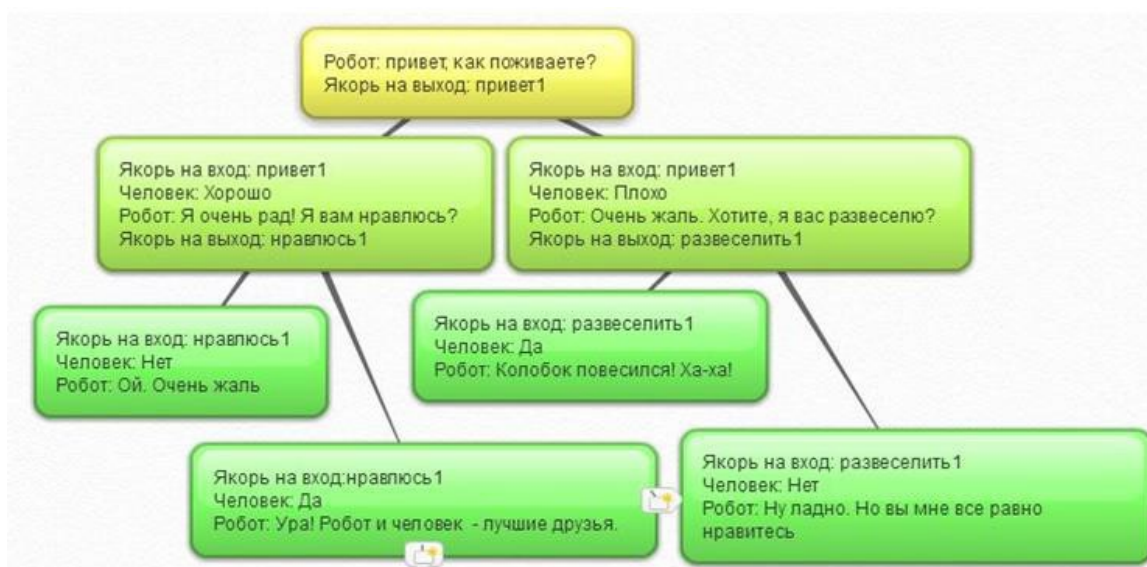 Робот: привет, как поживаете?
Якорь на выход: привет1
Якорь на вход: привет1
Человек: Хорошо
Робот: Я очень рад! Я вам нравлюсь?
Якорь на выход: нравлюсь1
Якорь на вход: привет1
Человек: Плохо
Робот: Очень жаль. Хотите, я вас развеселю?
Якорь на выход: развеселить1
Якорь на вход: нравлюсь1
Человек: Нет
Робот: Ой. Очень жаль
Якорь на вход: развеселить1
Человек: Да
Робот: Колобок повесился! Ха-ха!
Якорь на вход:нравлюсь1
Человек: Да
Робот: Ура! Робот и человек - лучшие друзья.
Якорь на вход: развеселить1
Человек: Нет
Робот: Ну ладно. Но вы мне все равно
нравитесь